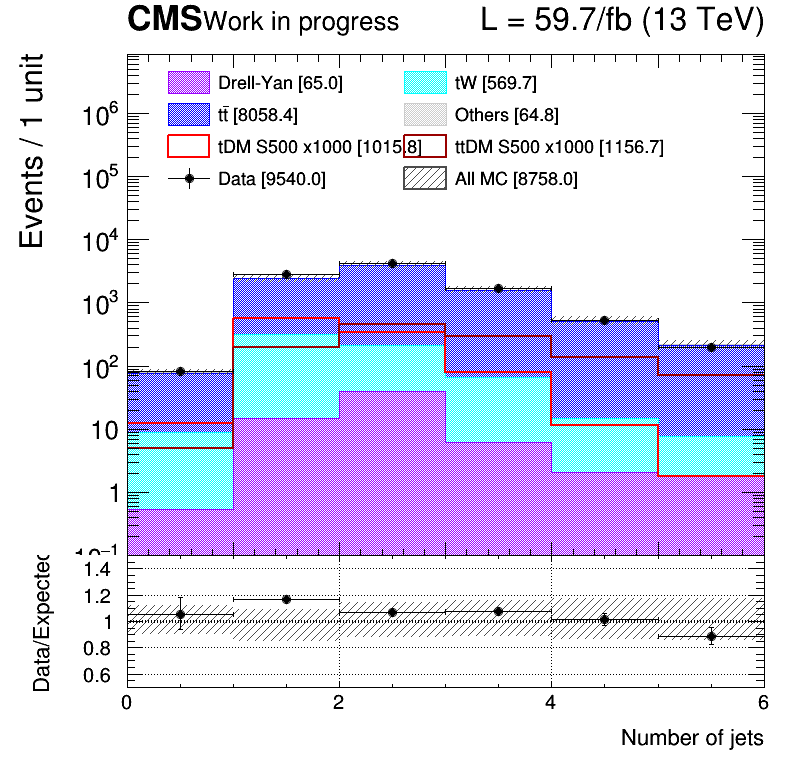 CMS Work in progress L = 59.7/fb (13 TeV)
Events / 1 unit
Drell-Yan [65.0] tW [569.7]
tt̄ [8058.4] Others [64.8]
tDM S500 x1000 [1015.8] ttDM S500 x1000 [1156.7]
Data [9540.0] All MC [8758.0]
10⁶
10⁵
10⁴
10³
10²
10
1
10⁻¹
Data/Expected
1.4
1.2
1
0.8
0.6
0 2 4 6
Number of jets